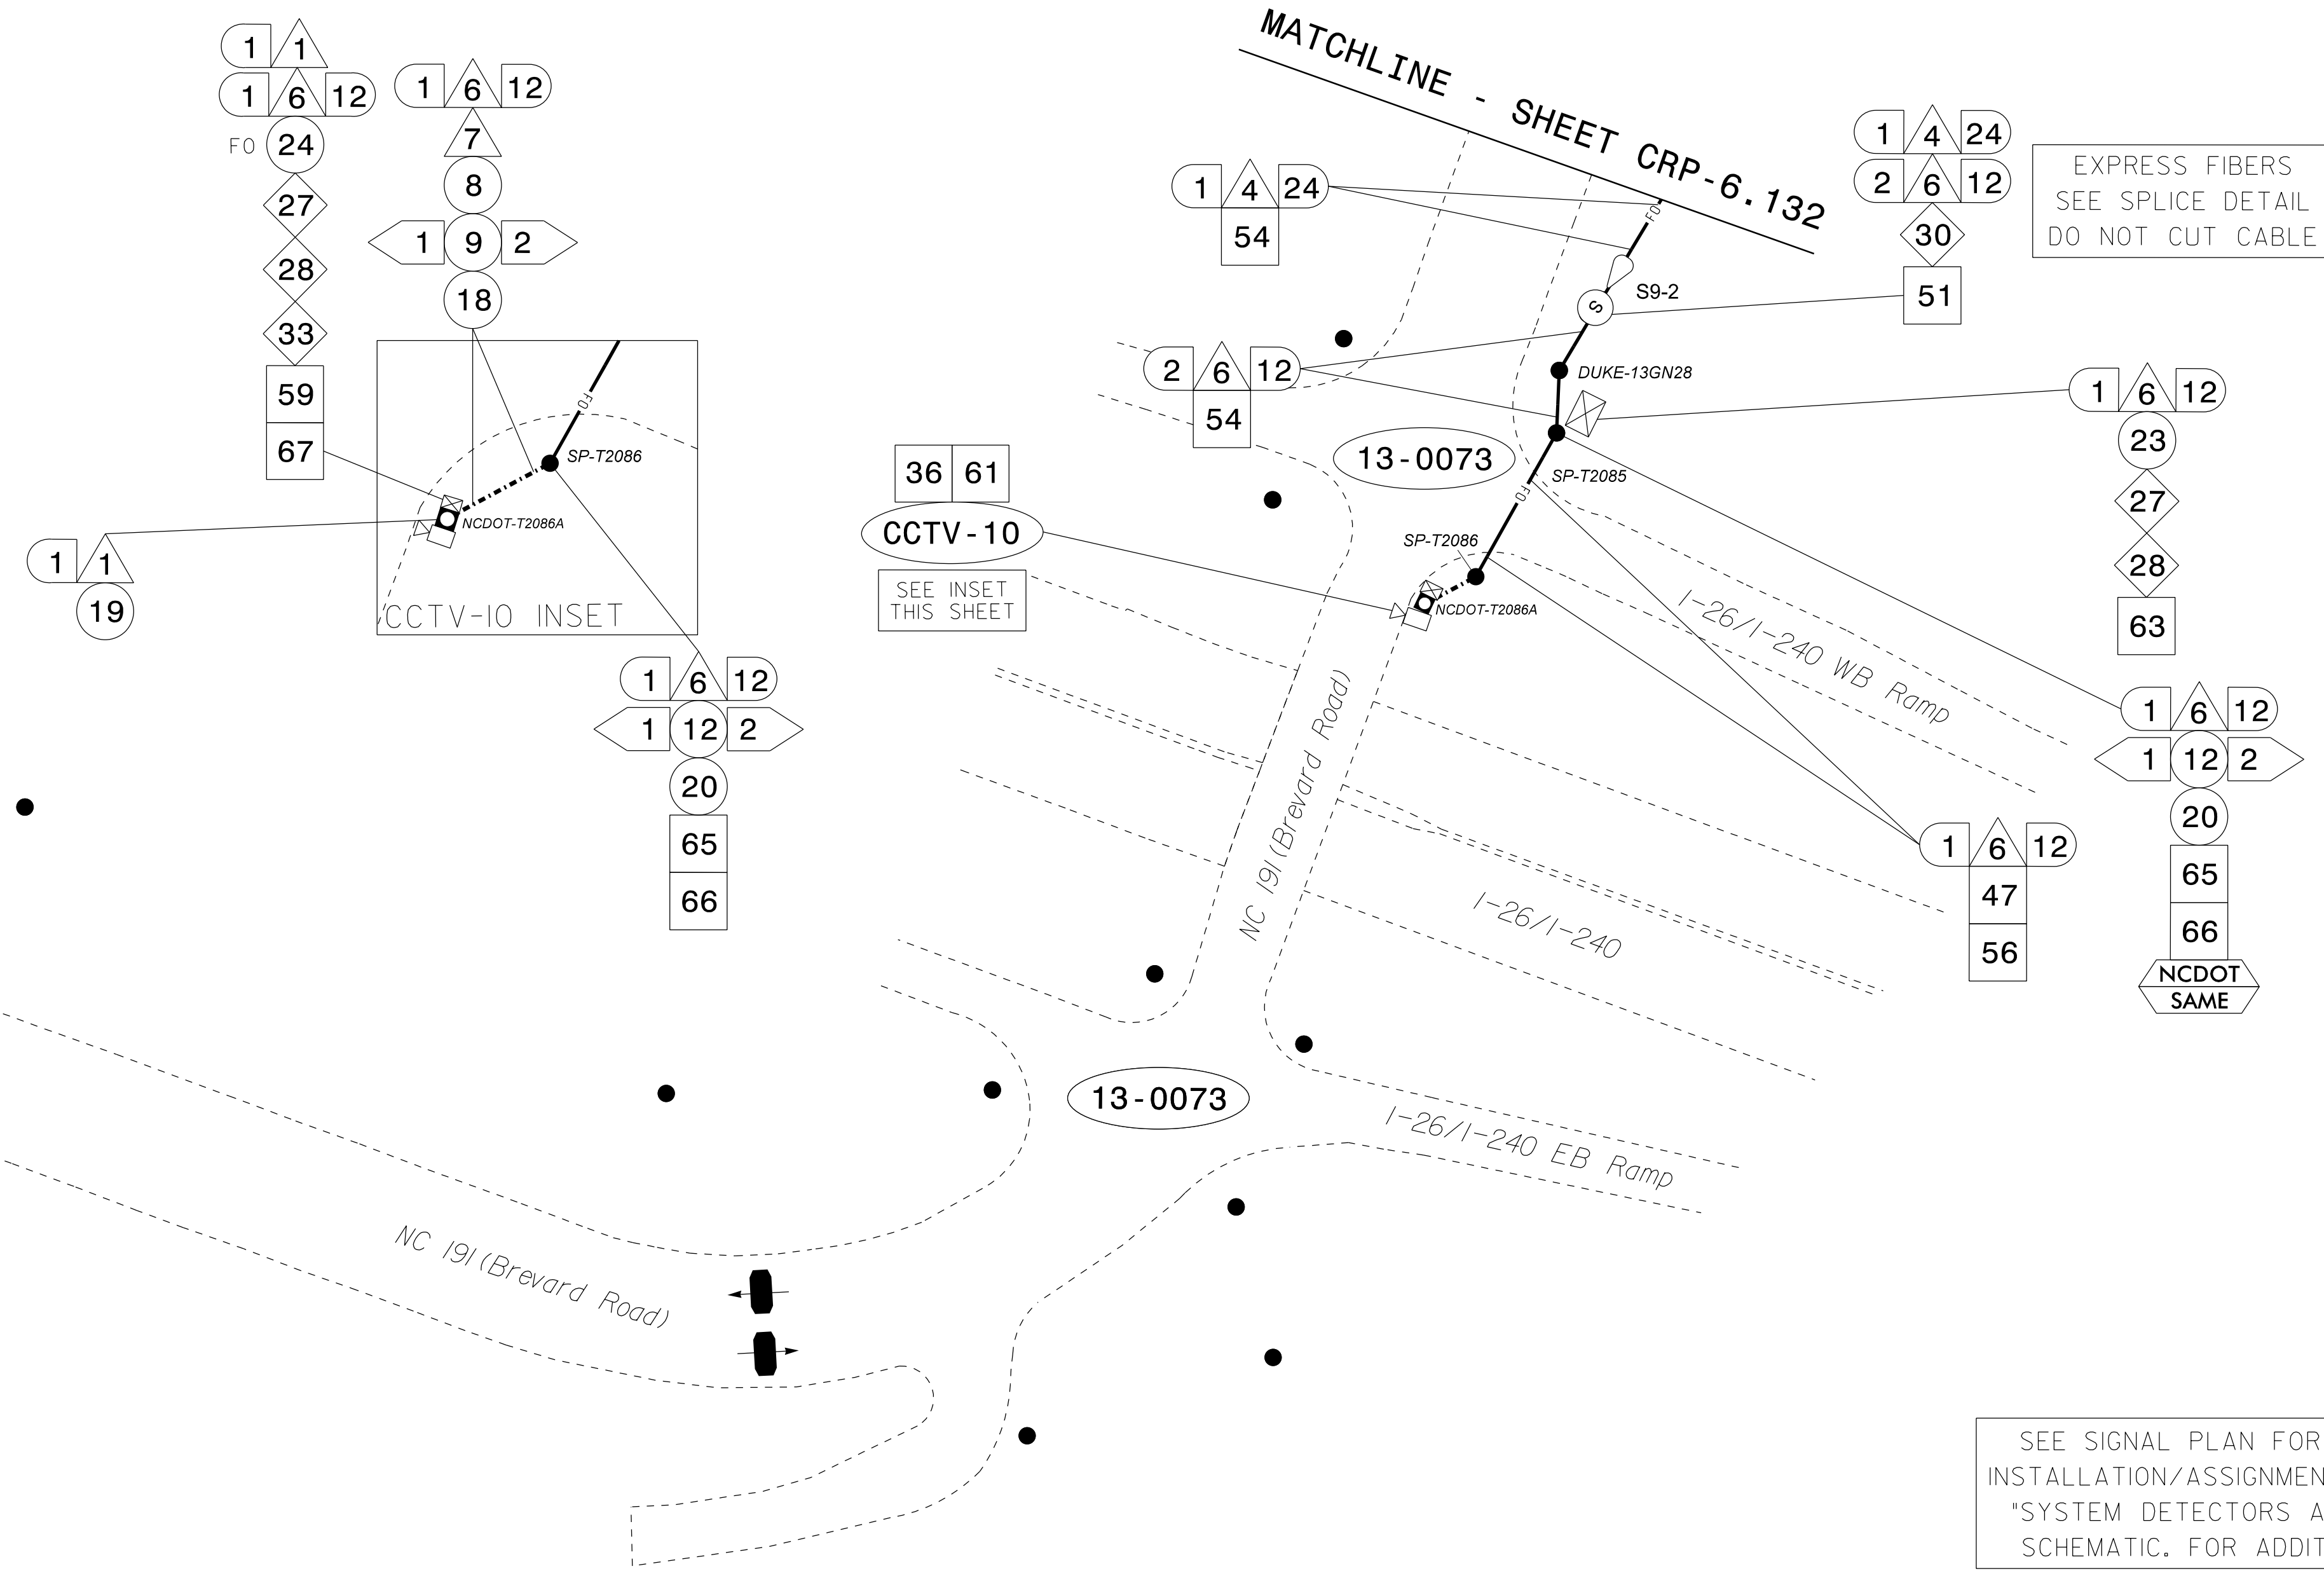 1 1
1 6 12
FO 24
27
28
33
59
67
1 6 12
7
8
1 9 2
18
FO
SP-T2086
NCDOT-T2086A
CCTV-10 INSET
1 1
19
1 6 12
1 12 2
20
65
66
MATCHLINE - SHEET CRP-6.132
1 4 24
54
FO
S
S9-2
1 4 24
2 6 12
30
51
EXPRESS FIBERS
SEE SPLICE DETAIL
DO NOT CUT CABLE
2 6 12
54
DUKE-13GN28
1 6 12
23
27
28
63
13-0073
SP-T2085
FO
36 61
CCTV-10
SEE INSET
THIS SHEET
SP-T2086
NCDOT-T2086A
I-26/I-240 WB Ramp
1 6 12
1 12 2
20
65
66
NCDOT
SAME
1 6 12
47
56
NC 191 (Brevard Road)
I-26/I-240
13-0073
I-26/I-240 EB Ramp
NC 191 (Brevard Road)
SEE SIGNAL PLAN FOR
INSTALLATION/ASSIGNMEN
"SYSTEM DETECTORS A
SCHEMATIC. FOR ADDIT